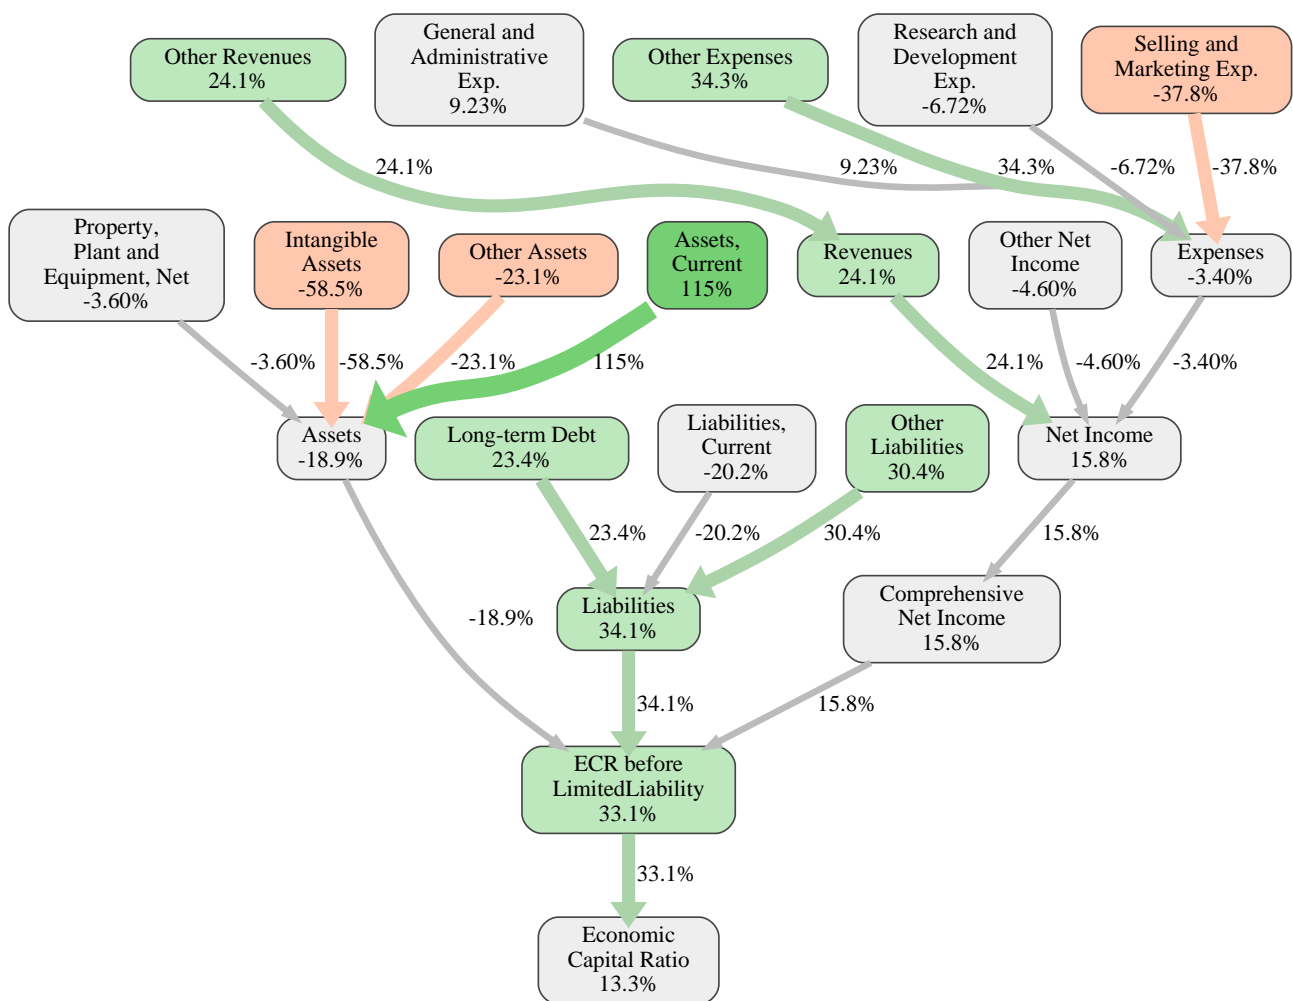 Other Revenues
24.1%
General and
Administrative
Exp.
9.23%
Other Expenses
34.3%
Research and
Development
Exp.
-6.72%
Selling and
Marketing Exp.
-37.8%
24.1%
9.23%
34.3%
-6.72%
-37.8%
Property,
Plant and
Equipment, Net
-3.60%
Intangible
Assets
-58.5%
Other Assets
-23.1%
Assets,
Current
115%
Revenues
24.1%
Other Net
Income
-4.60%
Expenses
-3.40%
-3.60%
-58.5%
-23.1%
115%
24.1%
-4.60%
-3.40%
Assets
-18.9%
Long-term Debt
23.4%
Liabilities,
Current
-20.2%
Other
Liabilities
30.4%
Net Income
15.8%
23.4%
-20.2%
30.4%
15.8%
-18.9%
Liabilities
34.1%
Comprehensive
Net Income
15.8%
34.1%
15.8%
ECR before
LimitedLiability
33.1%
33.1%
Economic
Capital Ratio
13.3%